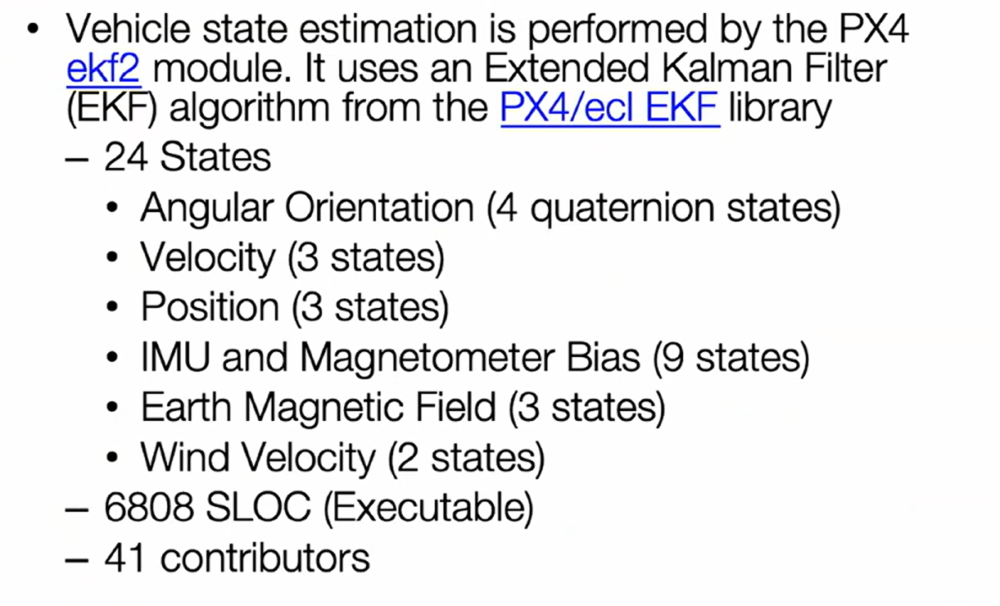 • Vehicle state estimation is performed by the PX4
ekf2 module. It uses an Extended Kalman Filter
(EKF) algorithm from the PX4/ecl EKF library
– 24 States
• Angular Orientation (4 quaternion states)
• Velocity (3 states)
• Position (3 states)
• IMU and Magnetometer Bias (9 states)
• Earth Magnetic Field (3 states)
• Wind Velocity (2 states)
– 6808 SLOC (Executable)
– 41 contributors